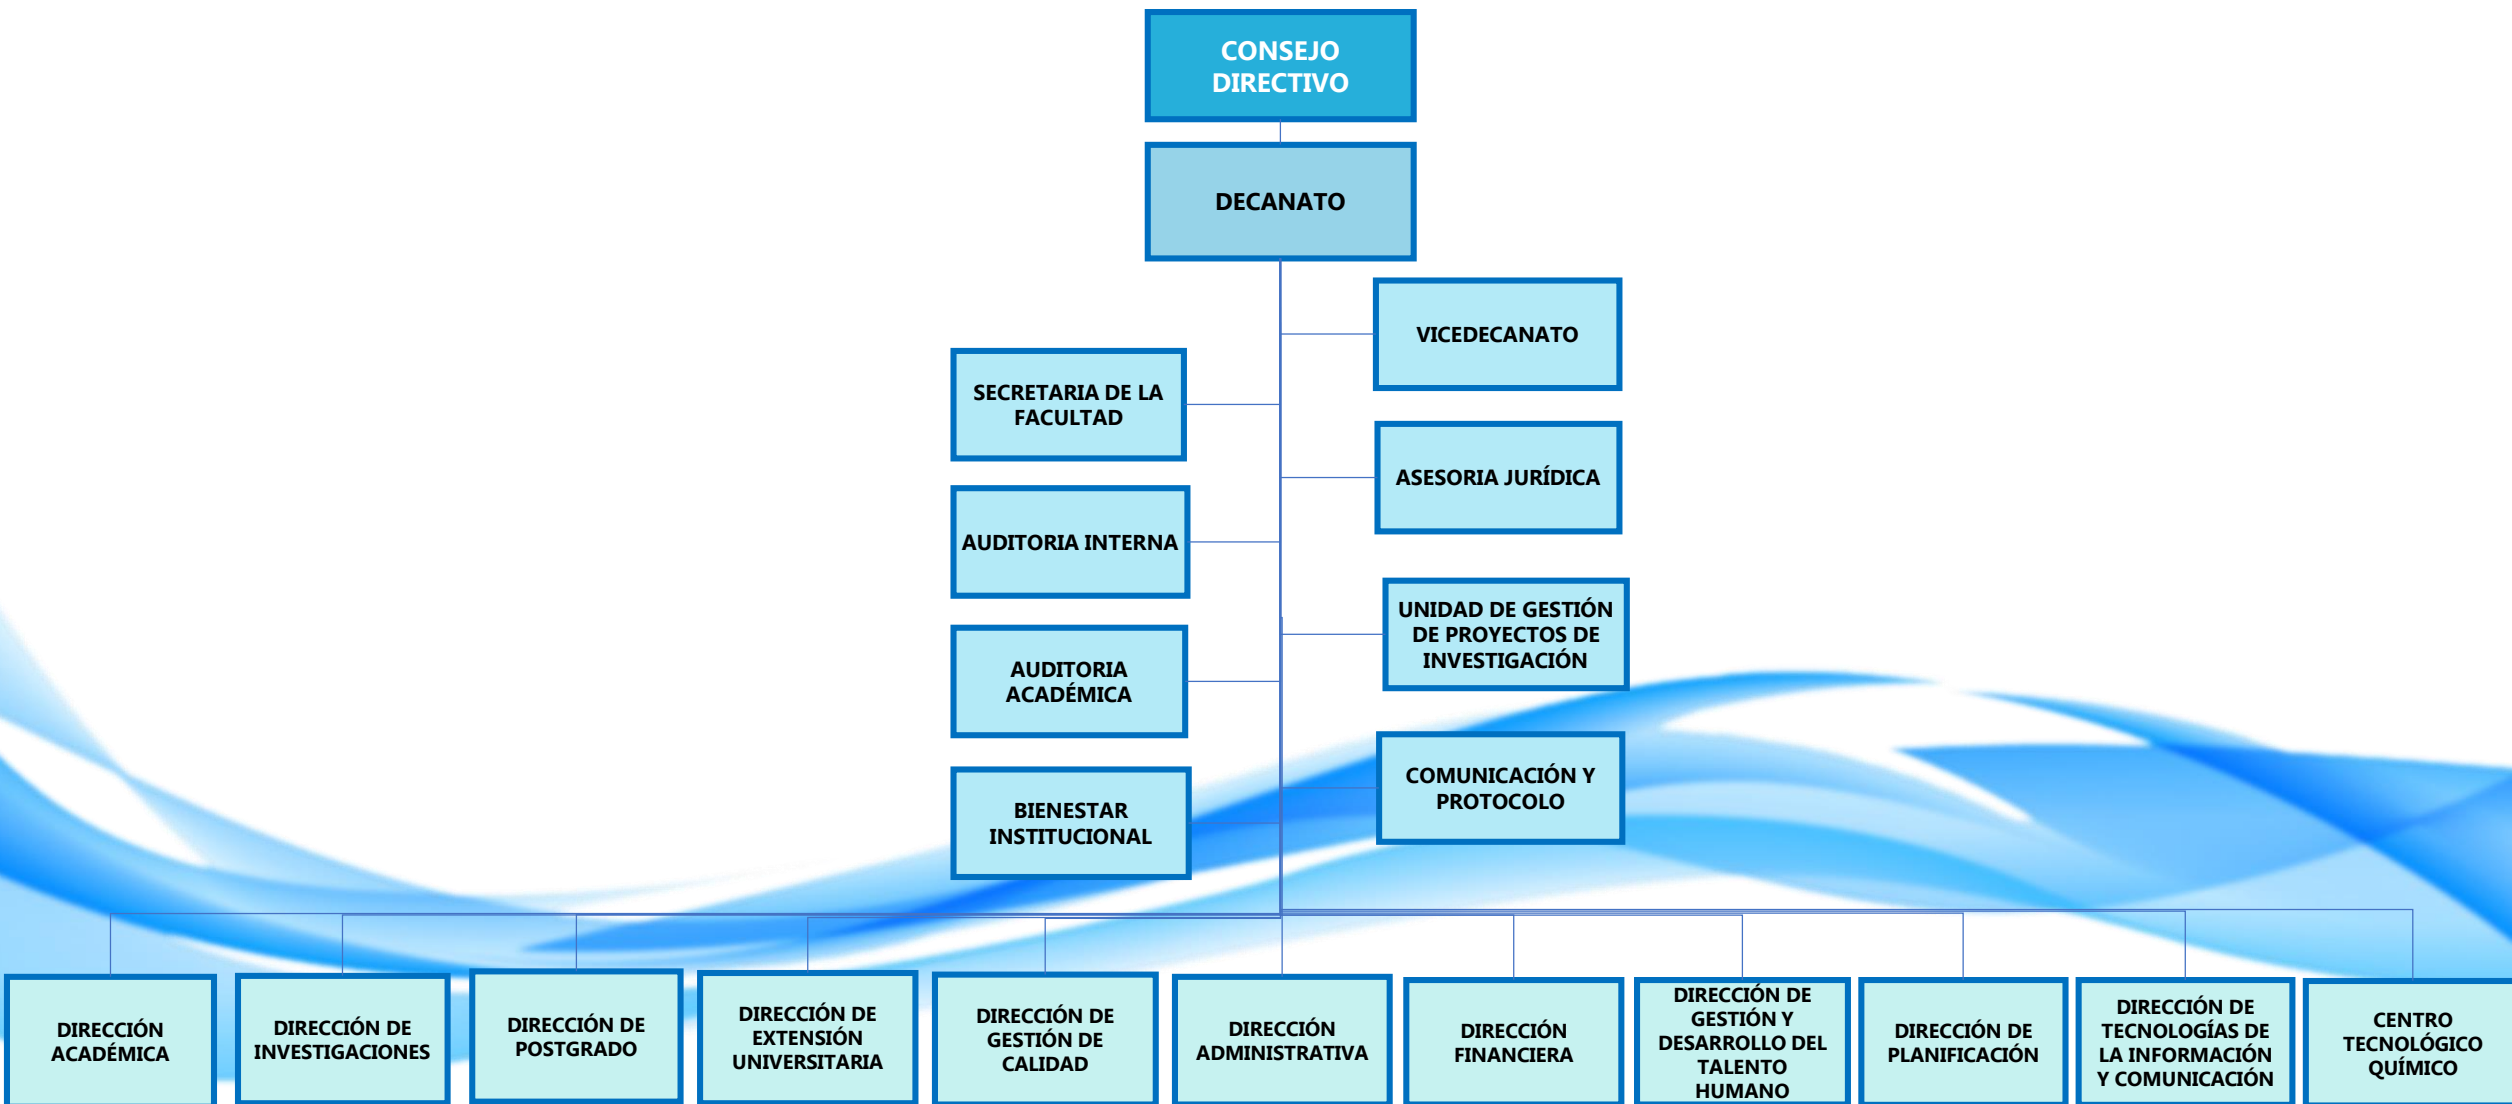 CONSEJO
DIRECTIVO
DECANATO
VICEDECANATO
SECRETARIA DE LA
FACULTAD
ASESORIA JURÍDICA
AUDITORIA INTERNA
UNIDAD DE GESTIÓN
DE PROYECTOS DE
INVESTIGACIÓN
AUDITORIA
ACADÉMICA
COMUNICACIÓN Y
PROTOCOLO
BIENESTAR
INSTITUCIONAL
DIRECCIÓN
ACADÉMICA
DIRECCIÓN DE
INVESTIGACIONES
DIRECCIÓN DE
POSTGRADO
DIRECCIÓN DE
EXTENSIÓN
UNIVERSITARIA
DIRECCIÓN DE
GESTIÓN DE
CALIDAD
DIRECCIÓN
ADMINISTRATIVA
DIRECCIÓN
FINANCIERA
DIRECCIÓN DE
GESTIÓN Y
DESARROLLO DEL
TALENTO
HUMANO
DIRECCIÓN DE
PLANIFICACIÓN
DIRECCIÓN DE
TECNOLOGÍAS DE
LA INFORMACIÓN
Y COMUNICACIÓN
CENTRO
TECNOLÓGICO
QUÍMICO